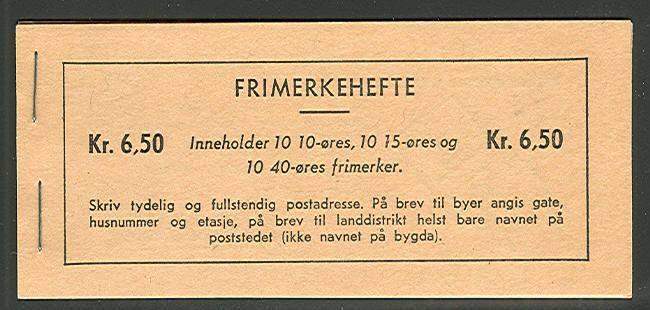 FRIMERKEHEFTE
Kr. 6,50 Inneholder 10 10-øres, 10 15-øres og Kr. 6,50
10 40-øres frimerker.
Skriv tydelig og fullstendig postadresse. På brev til byer angis gate,
husnummer og etasje, på brev til landdistrikt helst bare navnet på
poststedet (ikke navnet på bygda).